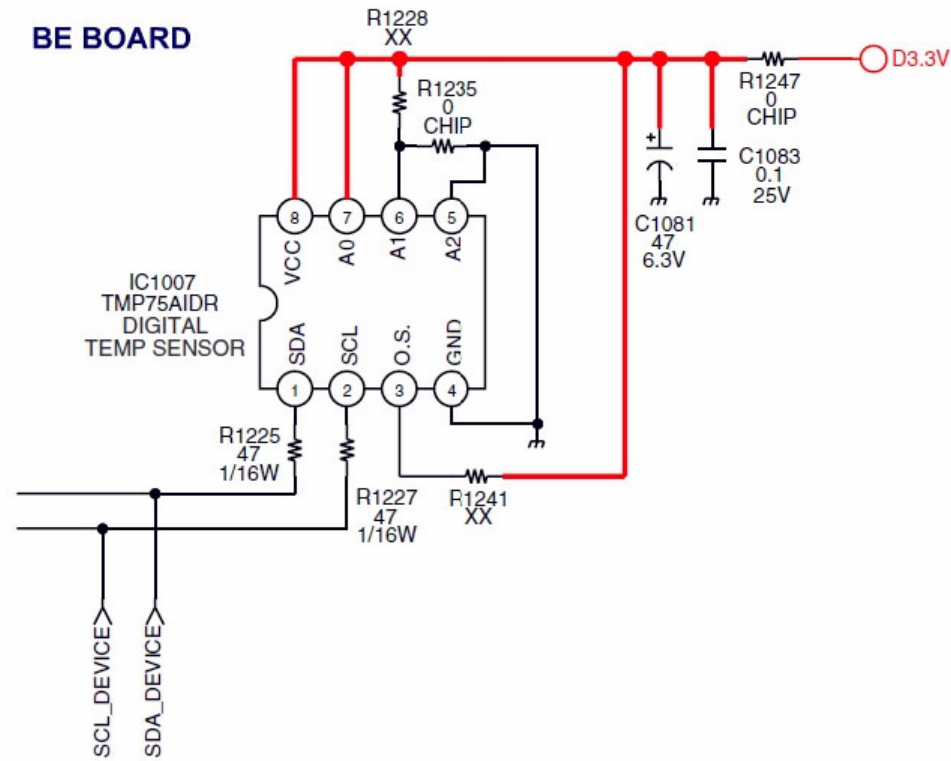 BE BOARD
R1228
XX
D3.3V
R1235
0
CHIP
R1247
0
CHIP
C1083
0.1
25V
+
C1081
47
6.3V
8
7
6
5
VCC
A0
A1
A2
IC1007
TMP75AIDR
DIGITAL
TEMP SENSOR
SDA
SCL
O.S.
GND
1
2
3
4
R1225
47
1/16W
R1227
47
1/16W
R1241
XX
SCL_DEVICE
SDA_DEVICE